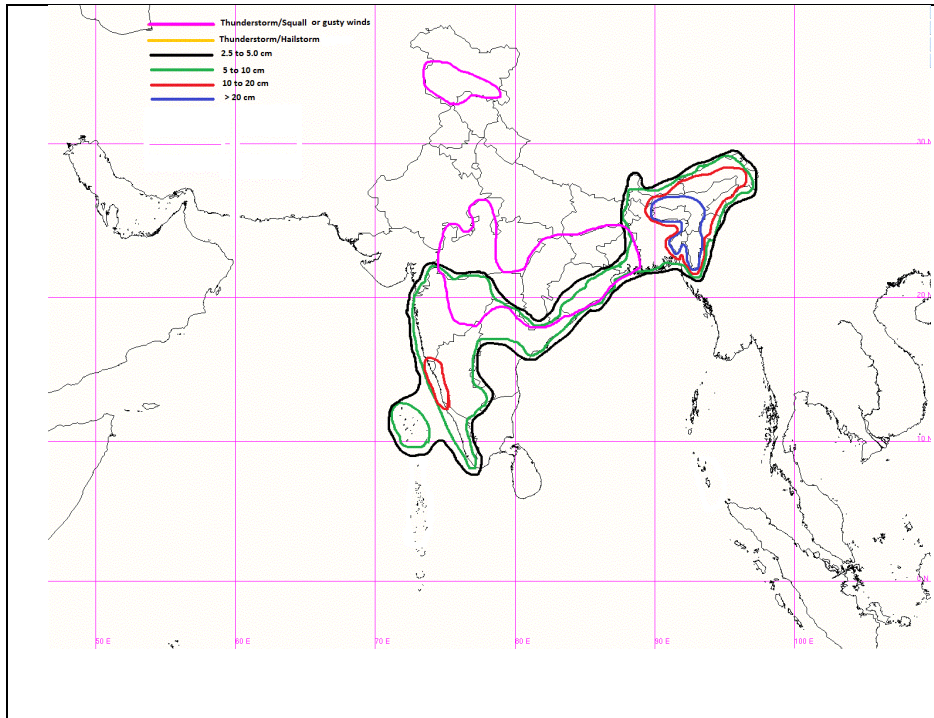 Thunderstorm/Squall or gusty winds
Thunderstorm/Hailstorm
2.5 to 5.0 cm
5 to 10 cm
10 to 20 cm
> 20 cm
30 N
20 N
10 N
0 N
50 E
60 E
70 E
80 E
90 E
100 E